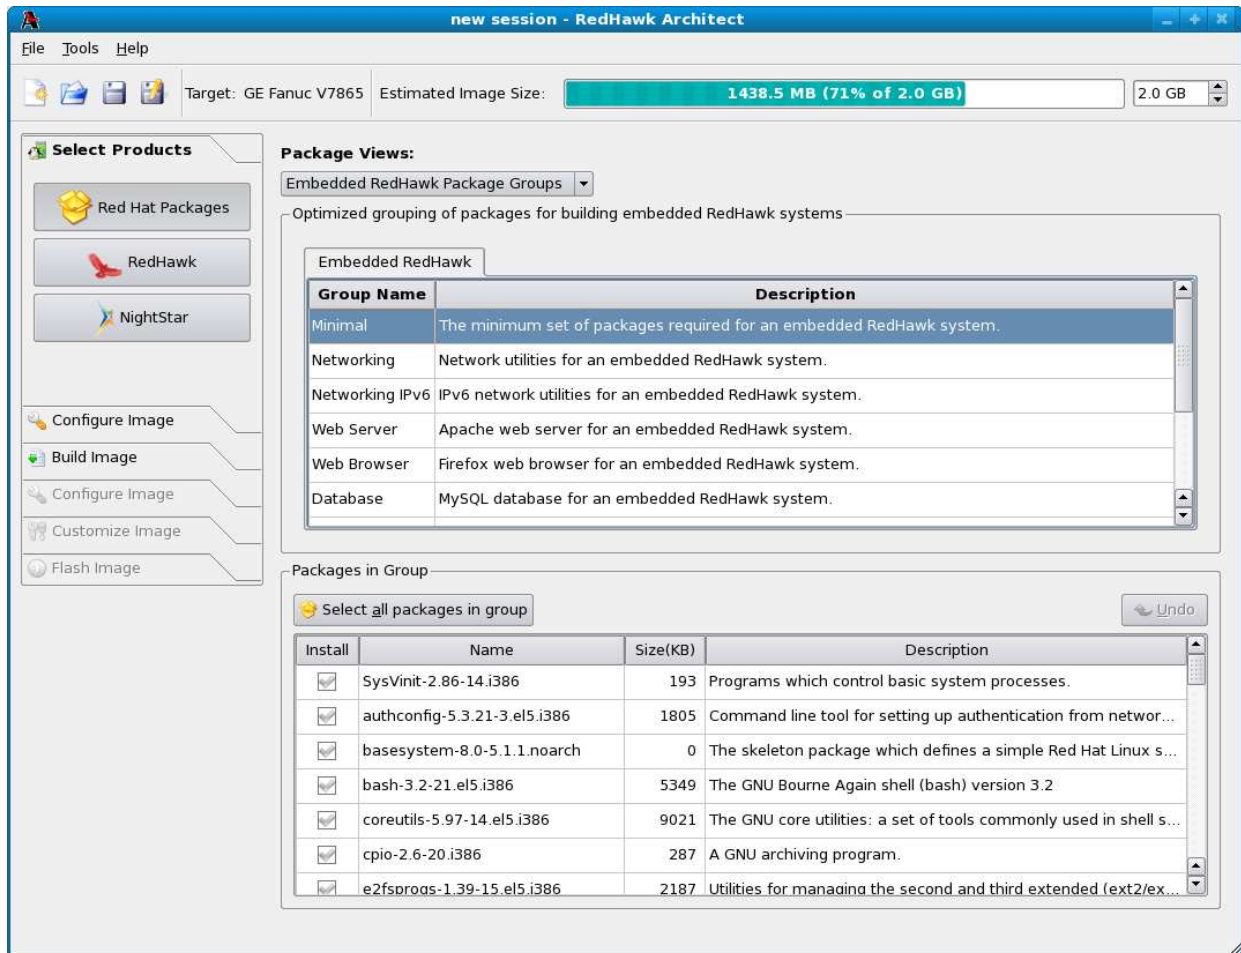 new session - RedHawk Architect
File Tools Help
Target: GE Fanuc V7865 Estimated Image Size: 1438.5 MB (71% of 2.0 GB) 2.0 GB
Select Products
Red Hat Packages
RedHawk
NightStar
Configure Image
Build Image
Configure Image
Customize Image
Flash Image
Package Views:
Embedded RedHawk Package Groups
Optimized grouping of packages for building embedded RedHawk systems
Embedded RedHawk
Group Name Description
Minimal The minimum set of packages required for an embedded RedHawk system.
Networking Network utilities for an embedded RedHawk system.
Networking IPv6 IPv6 network utilities for an embedded RedHawk system.
Web Server Apache web server for an embedded RedHawk system.
Web Browser Firefox web browser for an embedded RedHawk system.
Database MySQL database for an embedded RedHawk system.
Packages in Group
Select all packages in group Undo
Install Name Size(KB) Description
SysVinit-2.86-14.i386 193 Programs which control basic system processes.
authconfig-5.3.21-3.el5.i386 1805 Command line tool for setting up authentication from networ...
basesystem-8.0-5.1.1.noarch 0 The skeleton package which defines a simple Red Hat Linux s...
bash-3.2-21.el5.i386 5349 The GNU Bourne Again shell (bash) version 3.2
coreutils-5.97-14.el5.i386 9021 The GNU core utilities: a set of tools commonly used in shell s...
cpio-2.6-20.i386 287 A GNU archiving program.
e2fsprogs-1.39-15.el5.i386 2187 Utilities for managing the second and third extended (ext2/ex...